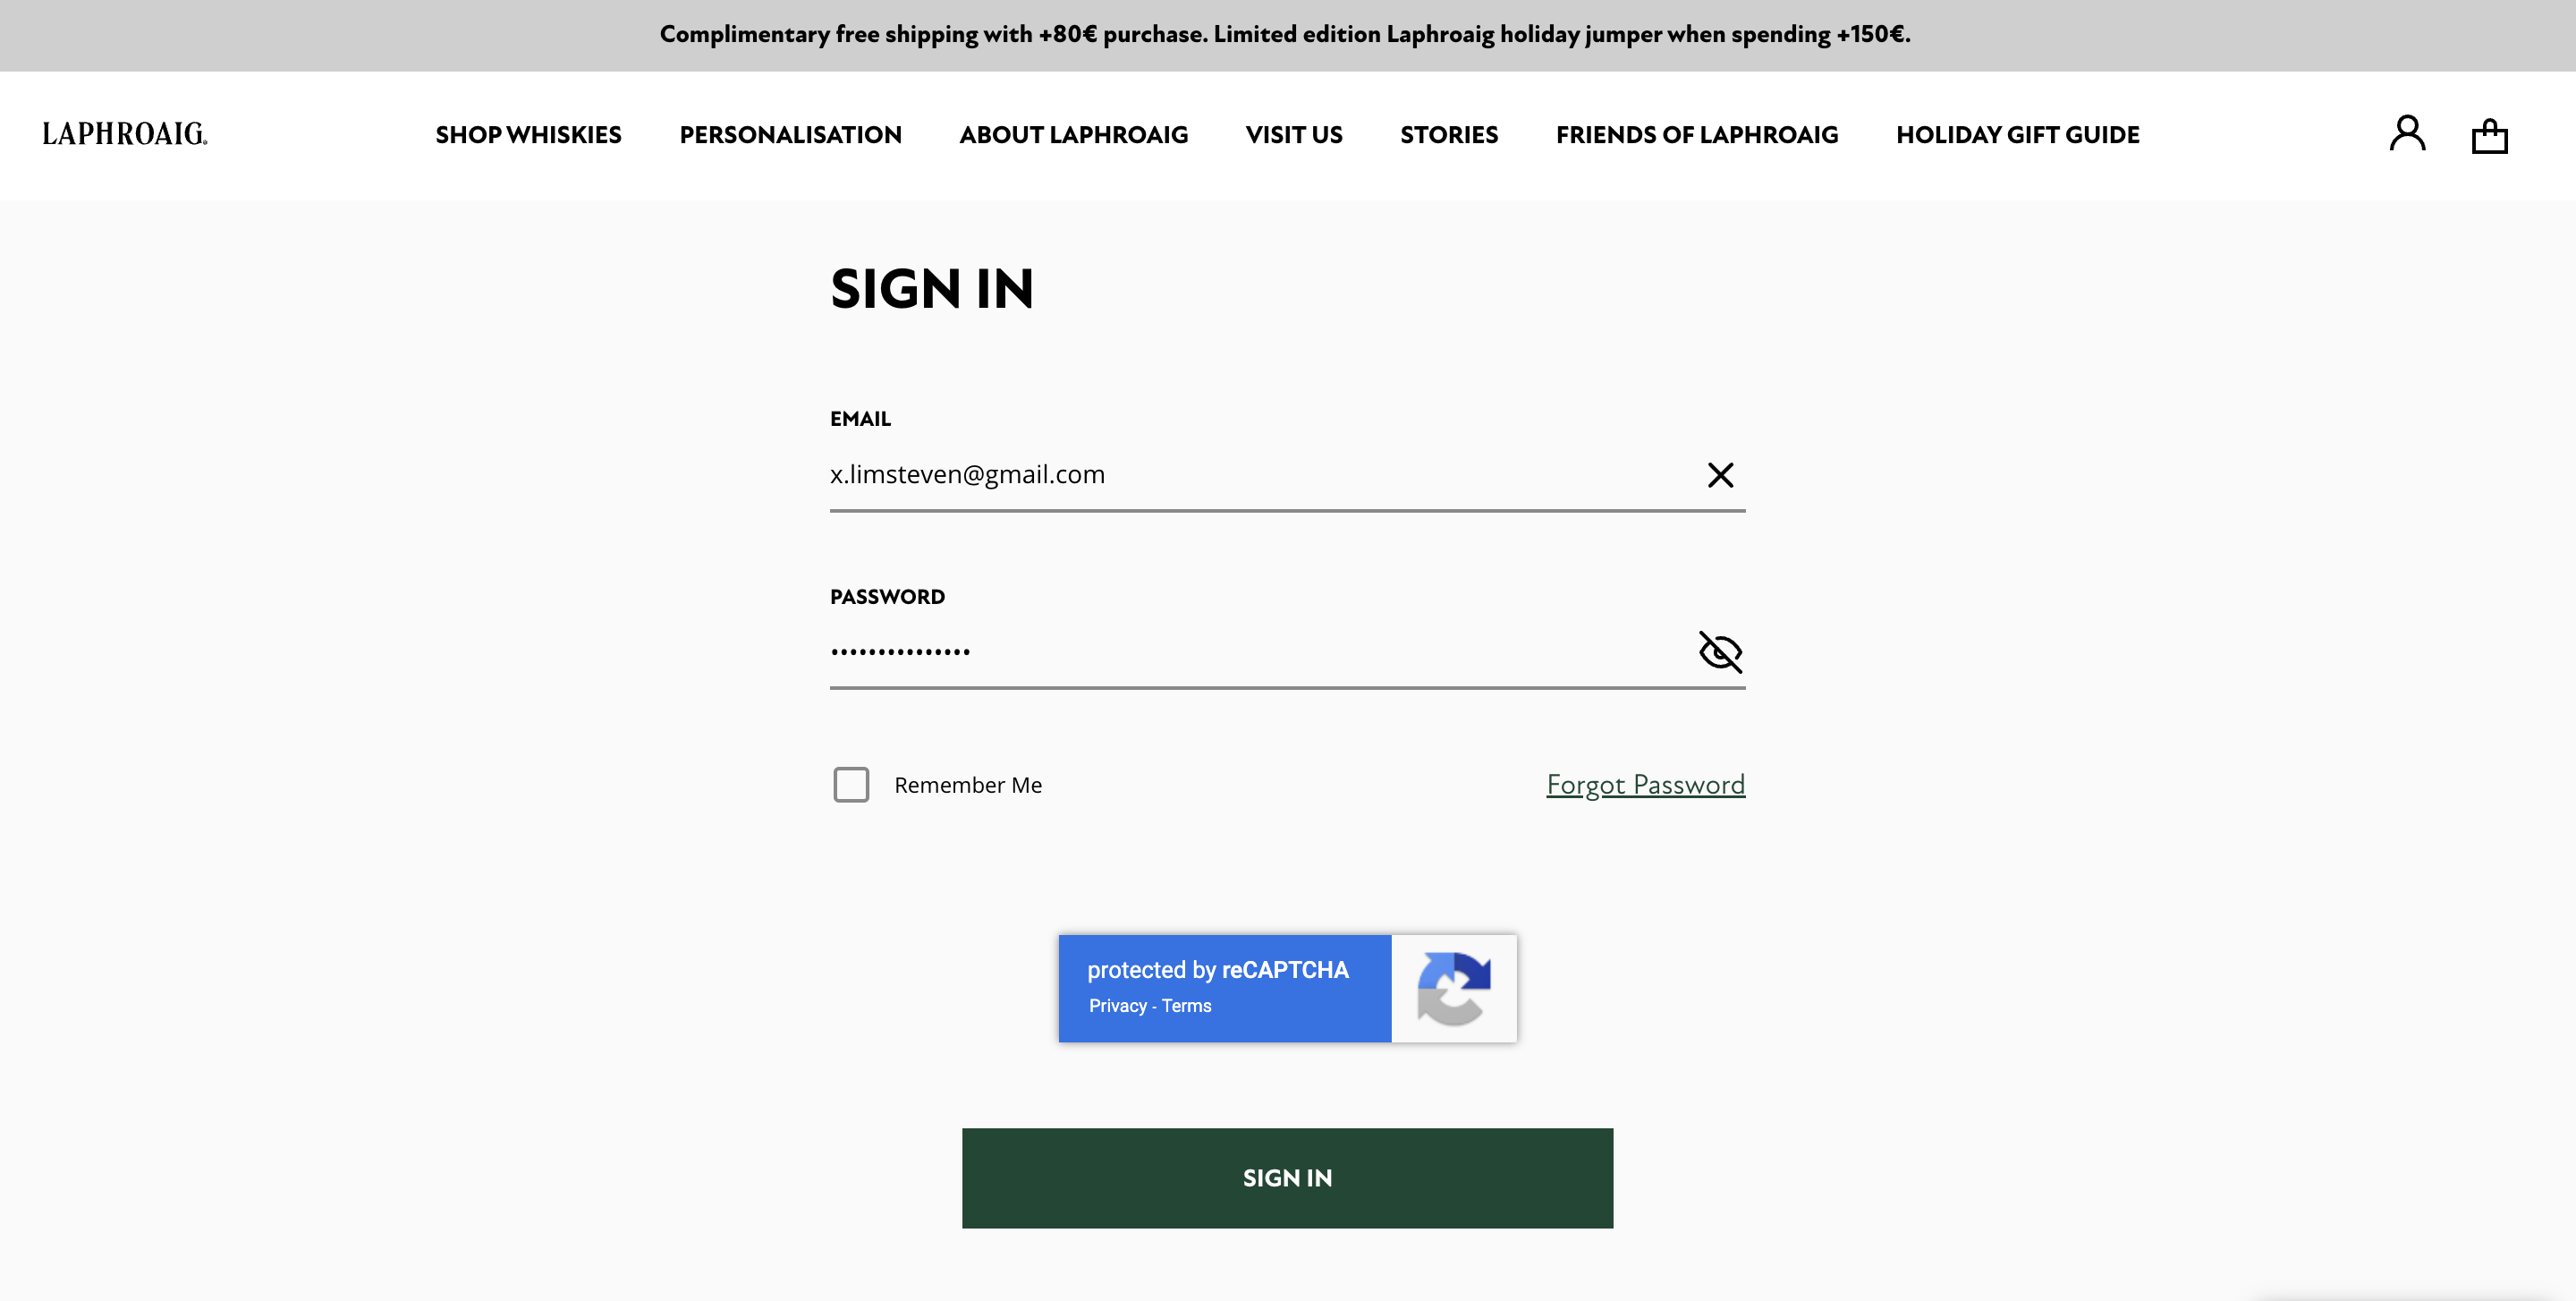 Complimentary free shipping with +80€ purchase. Limited edition Laphroaig holiday jumper when spending +150€.
LAPHROAIG®
SHOP WHISKIES PERSONALISATION ABOUT LAPHROAIG VISIT US STORIES FRIENDS OF LAPHROAIG HOLIDAY GIFT GUIDE
SIGN IN
EMAIL
x.limsteven@gmail.com
PASSWORD
•••••••••••••••
Remember Me
Forgot Password
protected by reCAPTCHA
Privacy - Terms
SIGN IN